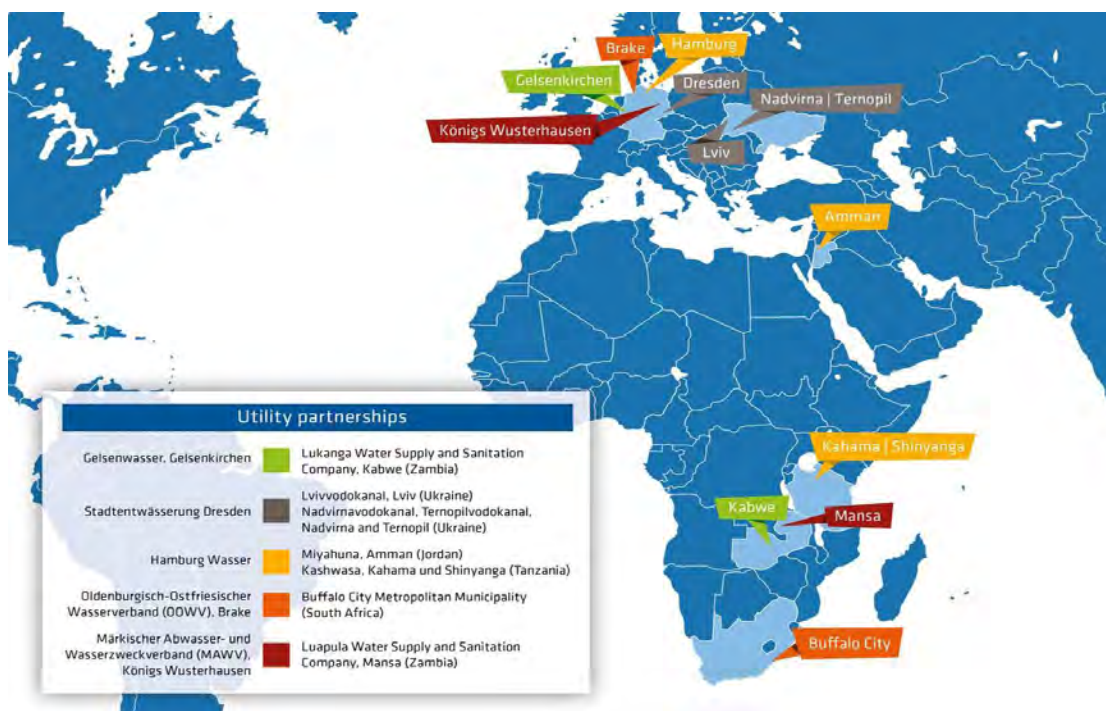 Brake
Hamburg
Gelsenkirchen
Dresden
Nadvirna | Ternopil
Königs Wusterhausen
Lviv
Amman
Kahama | Shinyanga
Kabwe
Mansa
Buffalo City
Utility partnerships
Gelsenwasser, Gelsenkirchen
Lukanga Water Supply and Sanitation
Company, Kabwe (Zambia)
Stadtentwässerung Dresden
Lvivvodokanal, Lviv (Ukraine)
Nadvirnavodokanal, Ternopilvodokanal,
Nadvirna and Ternopil (Ukraine)
Hamburg Wasser
Miyahuna, Amman (Jordan)
Kashwasa, Kahama und Shinyanga (Tanzania)
Oldenburgisch-Ostfriesischer
Wasserverband (OOWV), Brake
Buffalo City Metropolitan Municipality
(South Africa)
Märkischer Abwasser- und
Wasserzweckverband (MAWV),
Königs Wusterhausen
Luapula Water Supply and Sanitation
Company, Mansa (Zambia)